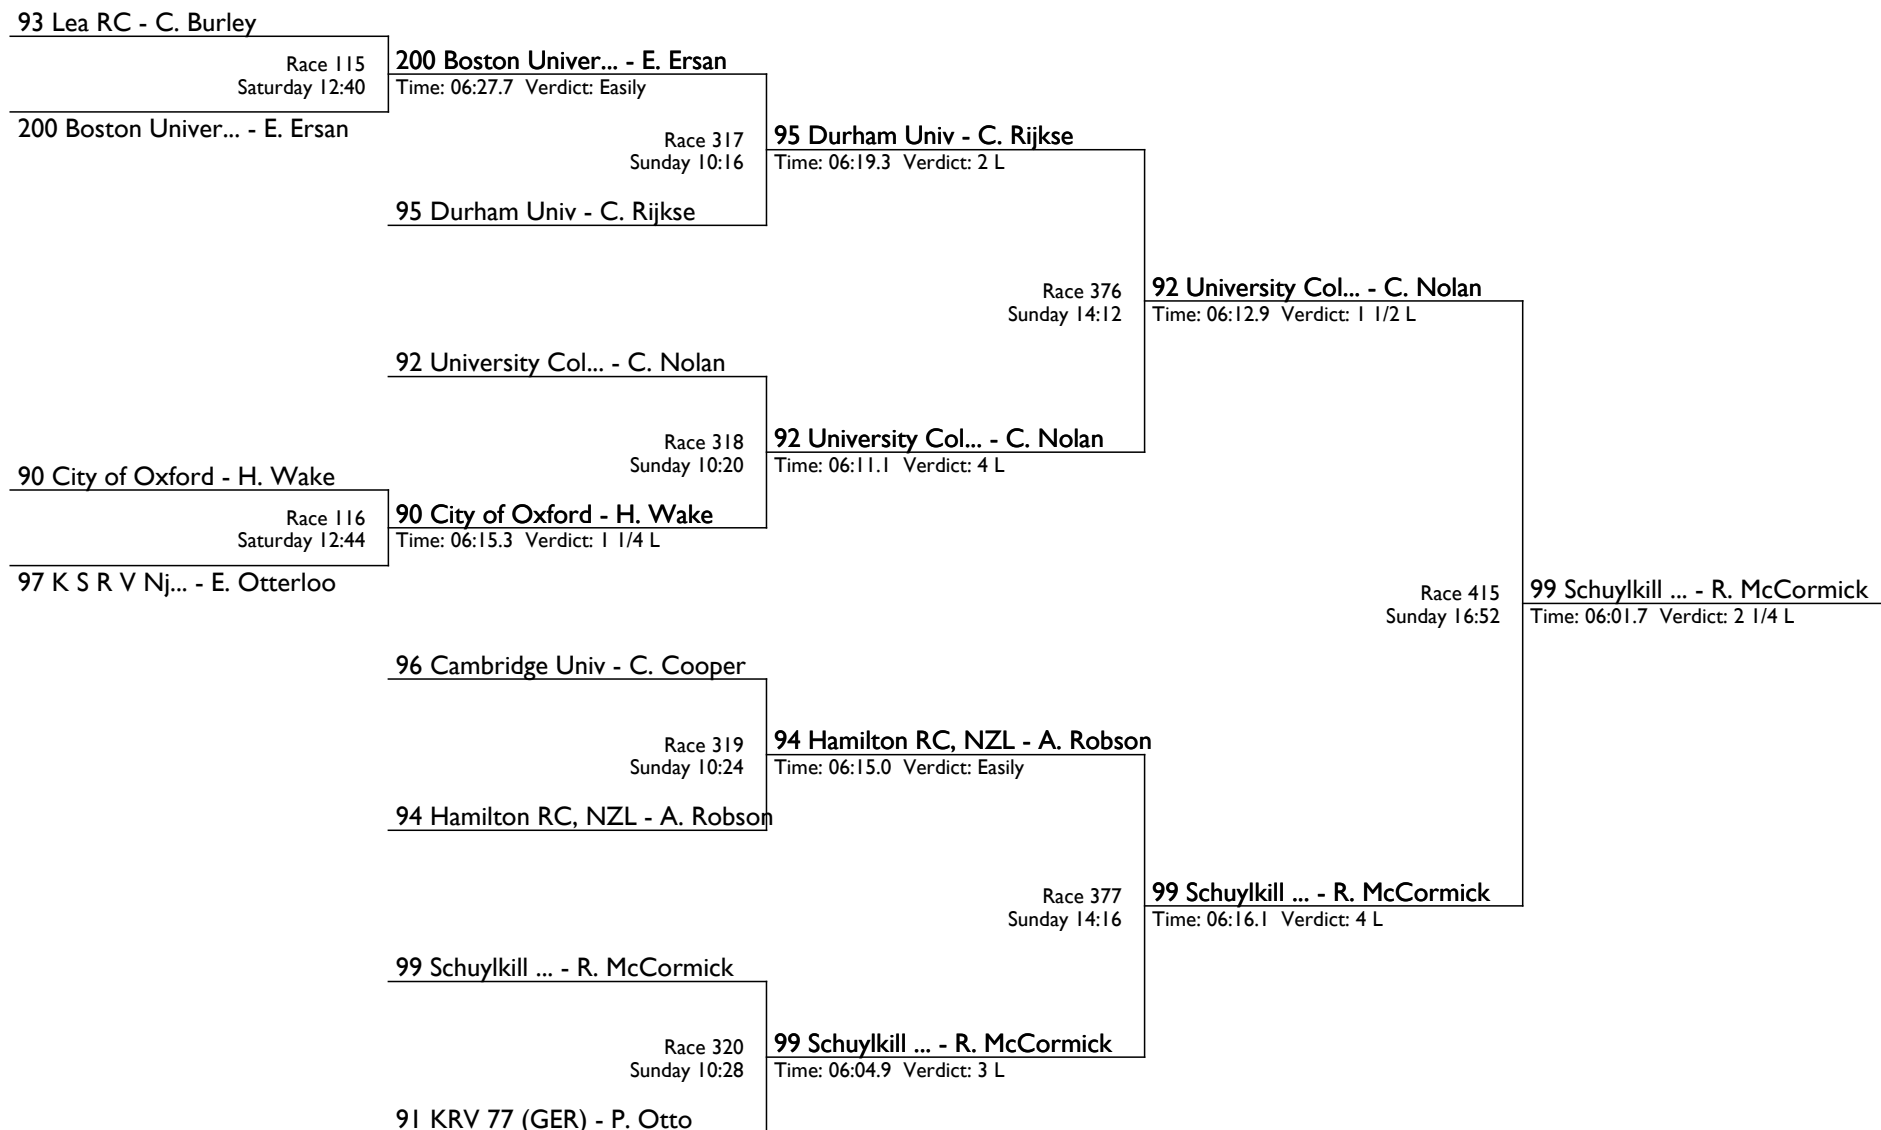 93 Lea RC - C. Burley
Race 115
Saturday 12:40
200 Boston Univer... - E. Ersan
Time: 06:27.7 Verdict: Easily
200 Boston Univer... - E. Ersan
Race 317
Sunday 10:16
95 Durham Univ - C. Rijkse
Time: 06:19.3 Verdict: 2 L
95 Durham Univ - C. Rijkse
Race 376
Sunday 14:12
92 University Col... - C. Nolan
Time: 06:12.9 Verdict: 1 1/2 L
92 University Col... - C. Nolan
Race 318
Sunday 10:20
92 University Col... - C. Nolan
Time: 06:11.1 Verdict: 4 L
90 City of Oxford - H. Wake
Race 116
Saturday 12:44
90 City of Oxford - H. Wake
Time: 06:15.3 Verdict: 1 1/4 L
97 K S R V Nj... - E. Otterloo
Race 415
Sunday 16:52
99 Schuylkill ... - R. McCormick
Time: 06:01.7 Verdict: 2 1/4 L
96 Cambridge Univ - C. Cooper
Race 319
Sunday 10:24
94 Hamilton RC, NZL - A. Robson
Time: 06:15.0 Verdict: Easily
94 Hamilton RC, NZL - A. Robson
Race 377
Sunday 14:16
99 Schuylkill ... - R. McCormick
Time: 06:16.1 Verdict: 4 L
99 Schuylkill ... - R. McCormick
Race 320
Sunday 10:28
99 Schuylkill ... - R. McCormick
Time: 06:04.9 Verdict: 3 L
91 KRV 77 (GER) - P. Otto